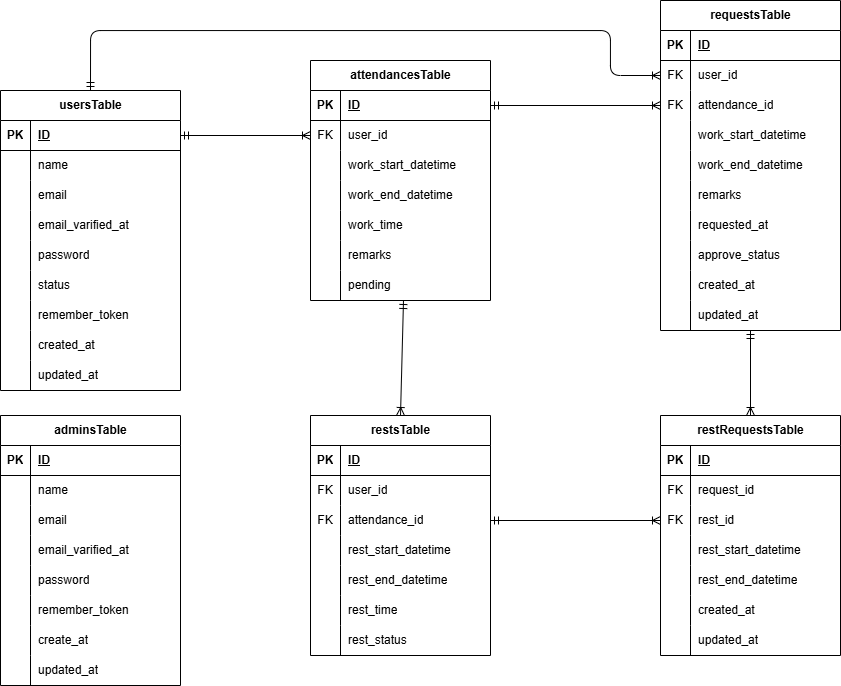 requestsTable
PK ID
FK user_id
FK attendance_id
work_start_datetime
work_end_datetime
remarks
requested_at
approve_status
created_at
updated_at
attendancesTable
PK ID
FK user_id
work_start_datetime
work_end_datetime
work_time
remarks
pending
usersTable
PK ID
name
email
email_varified_at
password
status
remember_token
created_at
updated_at
adminsTable
PK ID
name
email
email_varified_at
password
remember_token
create_at
updated_at
restsTable
PK ID
FK user_id
FK attendance_id
rest_start_datetime
rest_end_datetime
rest_time
rest_status
restRequestsTable
PK ID
FK request_id
FK rest_id
rest_start_datetime
rest_end_datetime
created_at
updated_at